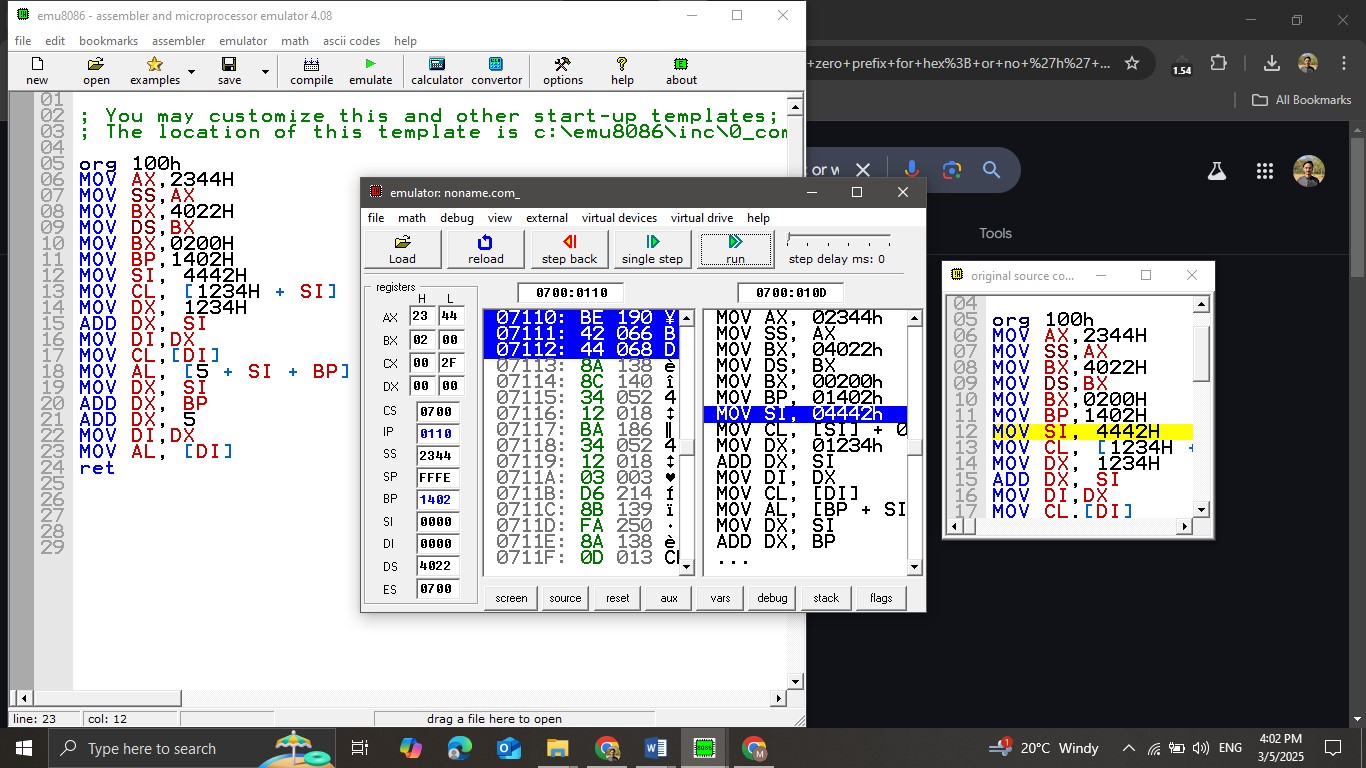 emu8086 - assembler and microprocessor emulator 4.08
file edit bookmarks assembler emulator math ascii codes help
new open examples save compile emulate calculator convertor options help about
01
02 ; You may customize this and other start-up templates;
03 ; The location of this template is c:\emu8086\inc\0_com
04
05 org 100h
06 MOV AX,2344H
07 MOV SS,AX
08 MOV BX,4022H
09 MOV DS,BX
10 MOV BX,0200H
11 MOV BP,1402H
12 MOV SI, 4442H
13 MOV CL, [1234H + SI]
14 MOV DX, 1234H
15 ADD DX, SI
16 MOV DI,DX
17 MOV CL,[DI]
18 MOV AL, [5 + SI + BP]
19 MOV DX, SI
20 ADD DX, BP
21 ADD DX, 5
22 MOV DI,DX
23 MOV AL, [DI]
24 ret
25
26
27
28
29
line: 23 col: 12 drag a file here to open
emulator: noname.com_
file math debug view external virtual devices virtual drive help
Load reload step back single step run step delay ms: 0
registers
H L
AX 23 44
BX 02 00
CX 00 2F
DX 00 00
CS 0700
IP 0110
SS 2344
SP FFFE
BP 1402
SI 0000
DI 0000
DS 4022
ES 0700
0700:0110
07110: BE 190 ¥
07111: 42 066 B
07112: 44 068 D
07113: 8A 138 è
07114: 8C 140 î
07115: 34 052 4
07116: 12 018 ↕
07117: BA 186 ‖
07118: 34 052 4
07119: 12 018 ↕
0711A: 03 003 ♥
0711B: D6 214 f
0711C: 8B 139 ï
0711D: FA 250 ·
0711E: 8A 138 è
0711F: 0D 013
0700:010D
MOV AX, 02344h
MOV SS, AX
MOV BX, 04022h
MOV DS, BX
MOV BX, 00200h
MOV BP, 01402h
MOV SI, 04442h
MOV CL, [SI] + 0
MOV DX, 01234h
ADD DX, SI
MOV DI, DX
MOV CL, [DI]
MOV AL, [BP + SI
MOV DX, SI
ADD DX, BP
...
screen source reset aux vars debug stack flags
+ zero+prefix+for+hex%3B+or+no+%27h%27+...
1.54
All Bookmarks
or w
Tools
original source co...
04
05 org 100h
06 MOV AX,2344H
07 MOV SS,AX
08 MOV BX,4022H
09 MOV DS,BX
10 MOV BX,0200H
11 MOV BP,1402H
12 MOV SI, 4442H
13 MOV CL, [1234H +
14 MOV DX, 1234H
15 ADD DX, SI
16 MOV DI,DX
17 MOV CL,[DI]
Type here to search
8086
M
1
20°C Windy
ENG
4:02 PM
3/5/2025